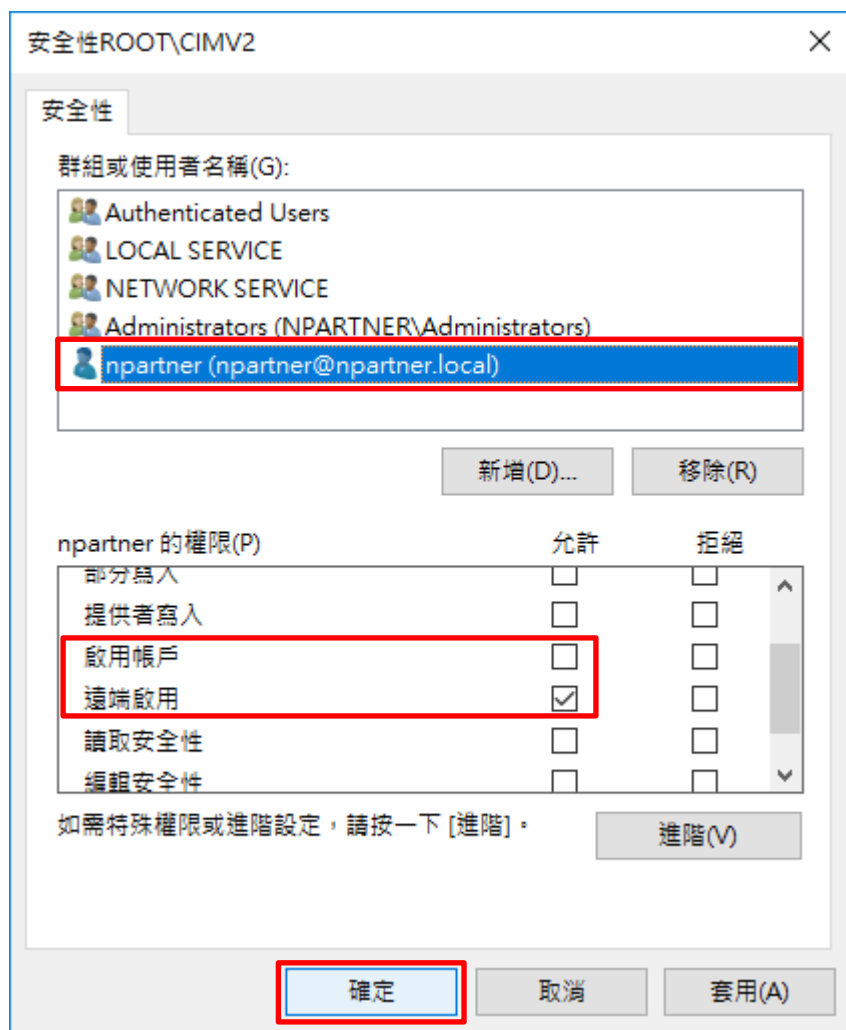 安全性ROOT\CIMV2
安全性
群組或使用者名稱(G):
Authenticated Users
LOCAL SERVICE
NETWORK SERVICE
Administrators (NPARTNER\Administrators)
npartner (npartner@npartner.local)
新增(D)... 移除(R)
npartner 的權限(P) 允許 拒絕
部分寫入
提供者寫入
啟用帳戶
遠端啟用
讀取安全性
編輯安全性
如需特殊權限或進階設定，請按一下 [進階]。 進階(V)
確定 取消 套用(A)